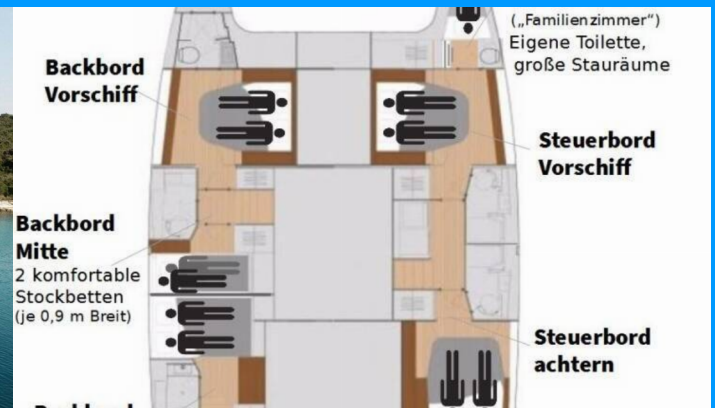 („Familienzimmer“)
Eigene Toilette,
große Stauräume
Backbord
Vorschiff
Steuerbord
Vorschiff
Backbord
Mitte
2 komfortable
Stockbetten
(je 0,9 m Breit)
Steuerbord
achtern